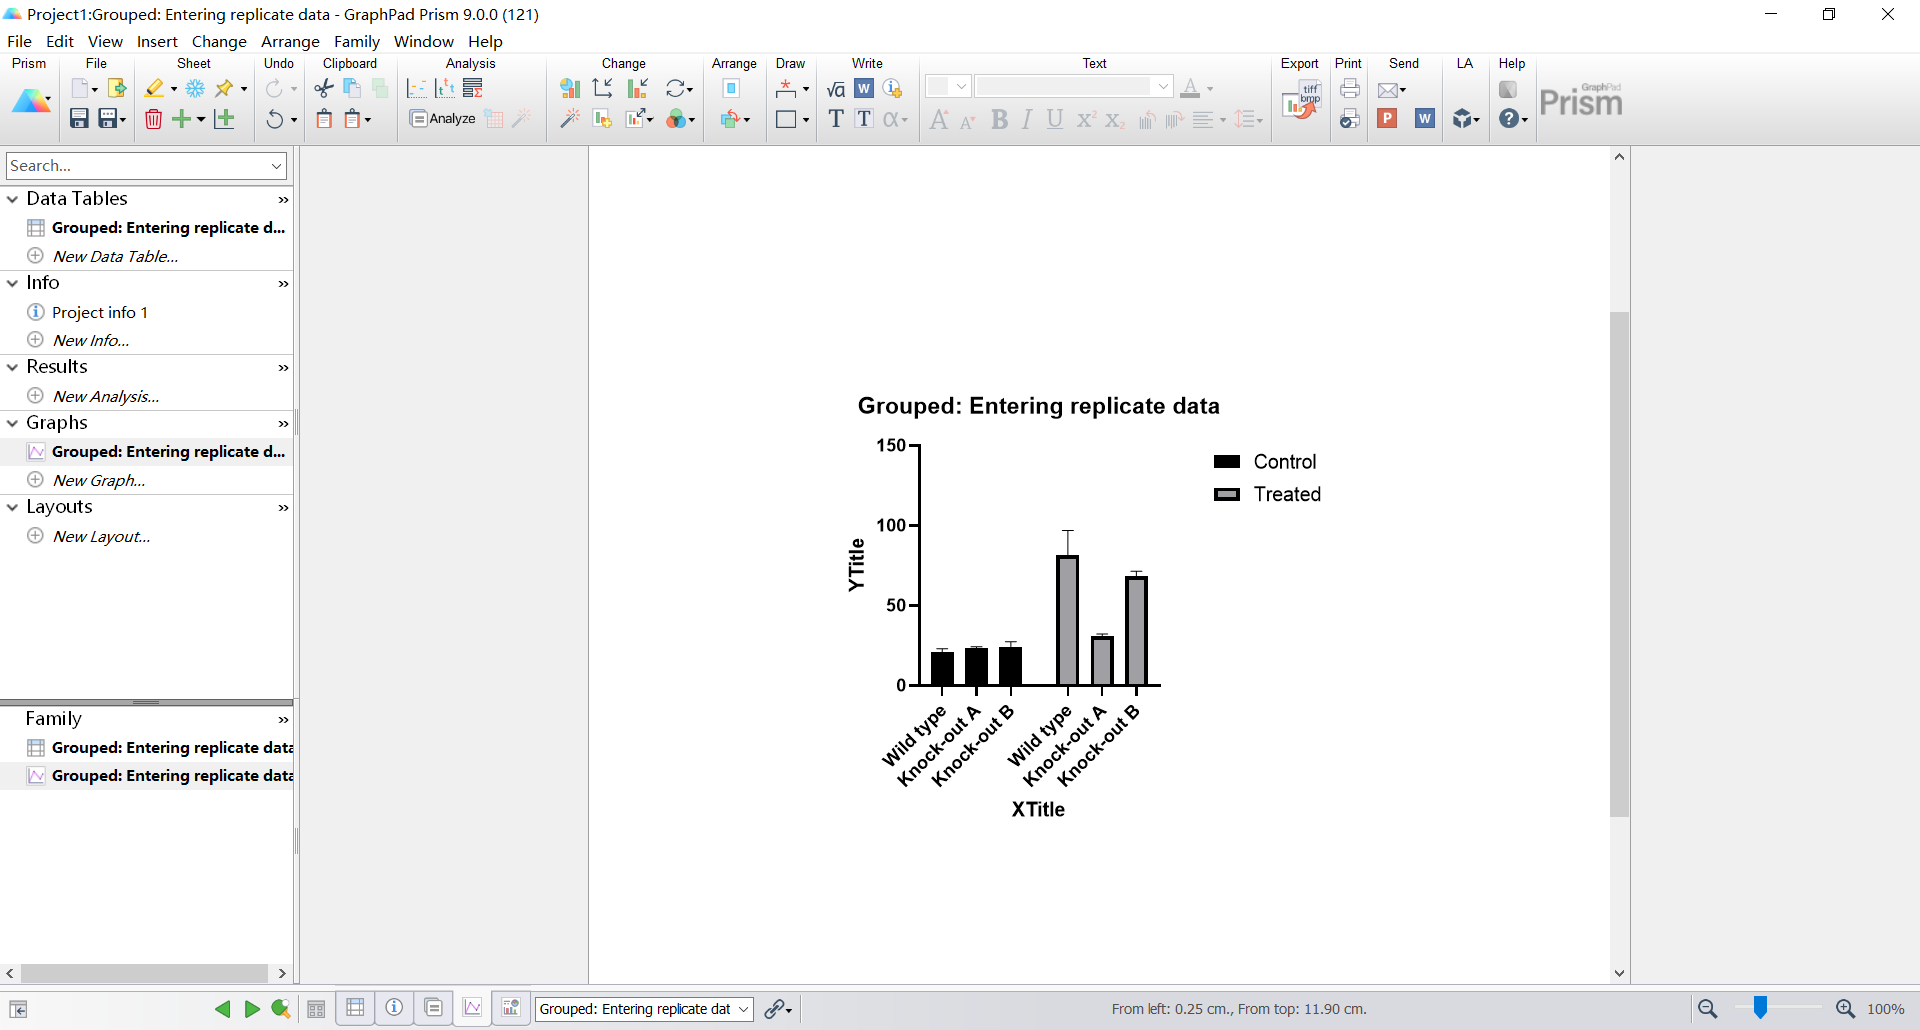 Project1:Grouped: Entering replicate data - GraphPad Prism 9.0.0 (121)
File Edit View Insert Change Arrange Family Window Help
Prism File Sheet Undo Clipboard Analysis Change Arrange Draw Write Text Export Print Send LA Help
tiff
bmp
GraphPad
Prism
Analyze
Search...
Data Tables
Grouped: Entering replicate d...
New Data Table...
Info
Project info 1
New Info...
Results
New Analysis...
Graphs
Grouped: Entering replicate d...
New Graph...
Layouts
New Layout...
Family
Grouped: Entering replicate data
Grouped: Entering replicate data
Grouped: Entering replicate data
150
100
50
0
YTitle
Control
Treated
Wild type
Knock-out A
Knock-out B
Wild type
Knock-out A
Knock-out B
XTitle
Grouped: Entering replicate dat
From left: 0.25 cm., From top: 11.90 cm.
100%